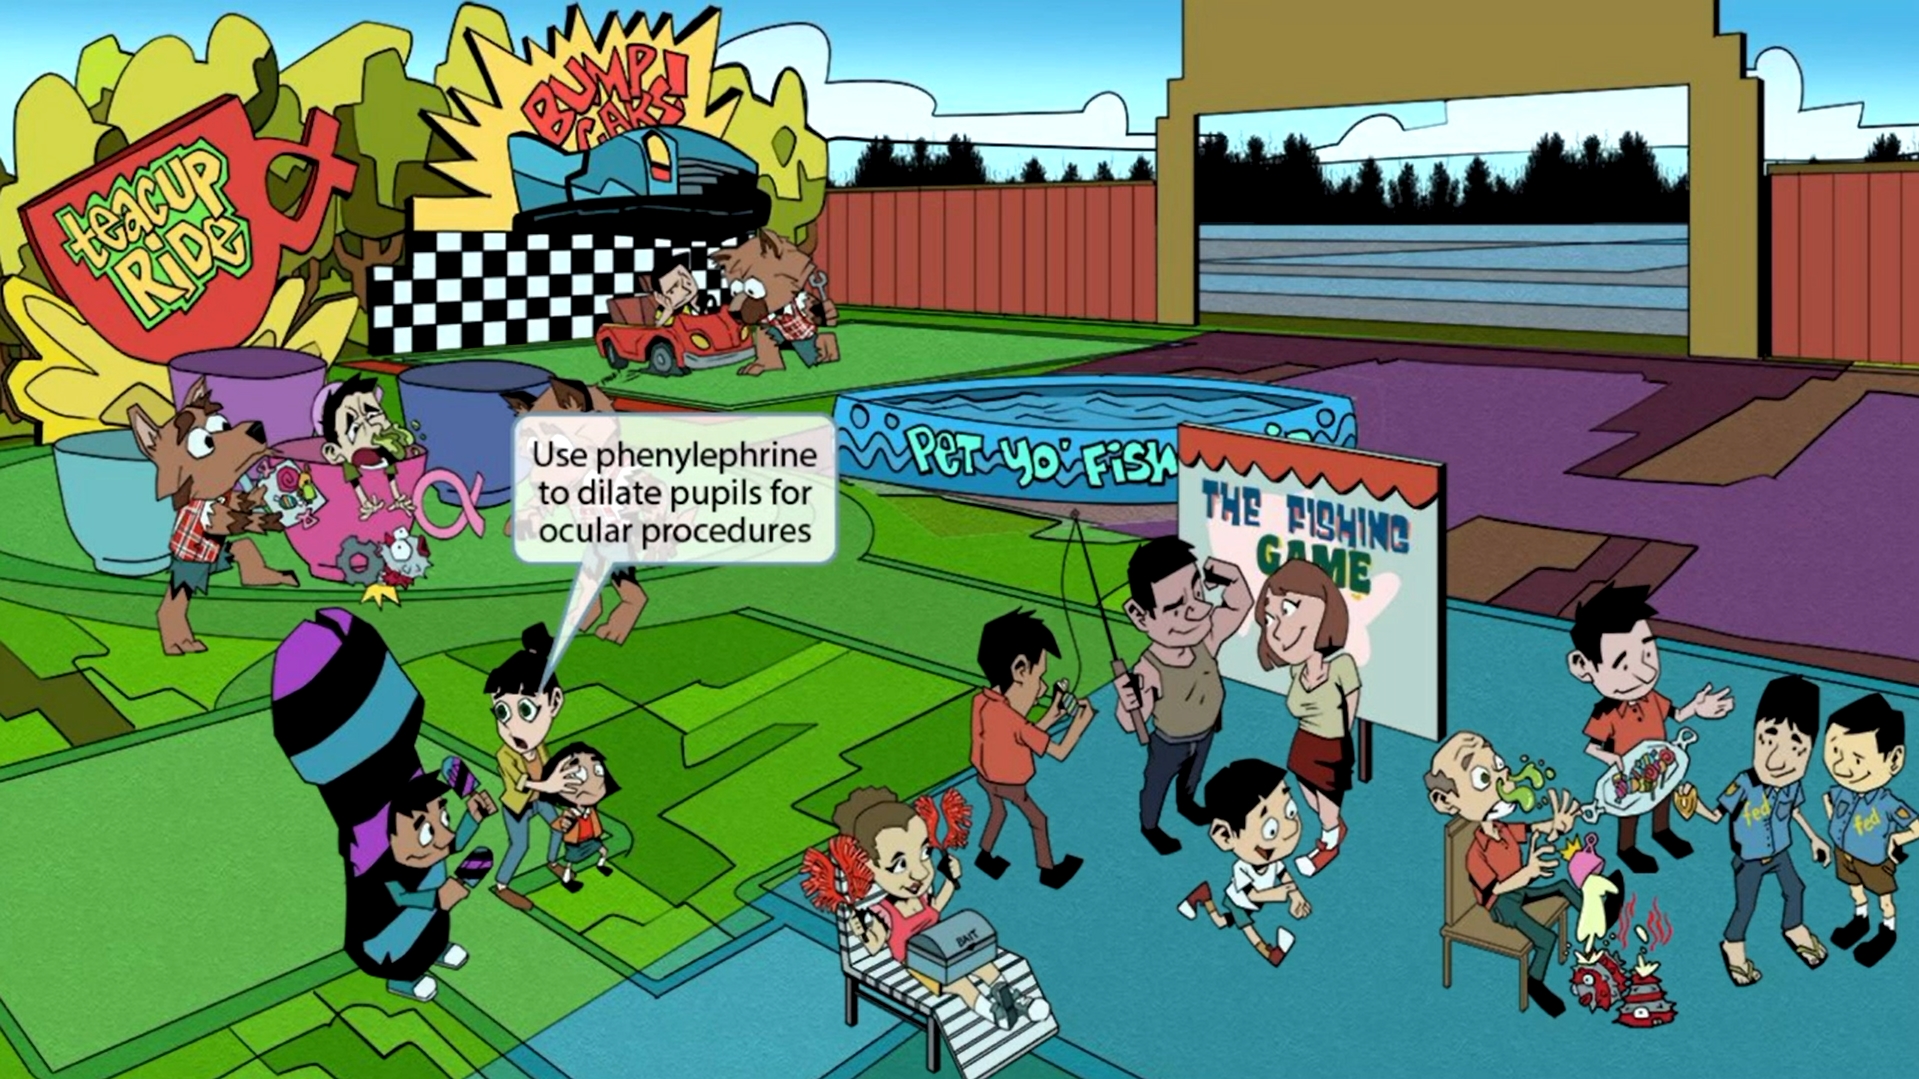 teacup
Ride
BUMP
CARS!
Use phenylephrine
to dilate pupils for
ocular procedures
PET YO' FISH
THE FISHING
GAME
BAIT
fed
fed